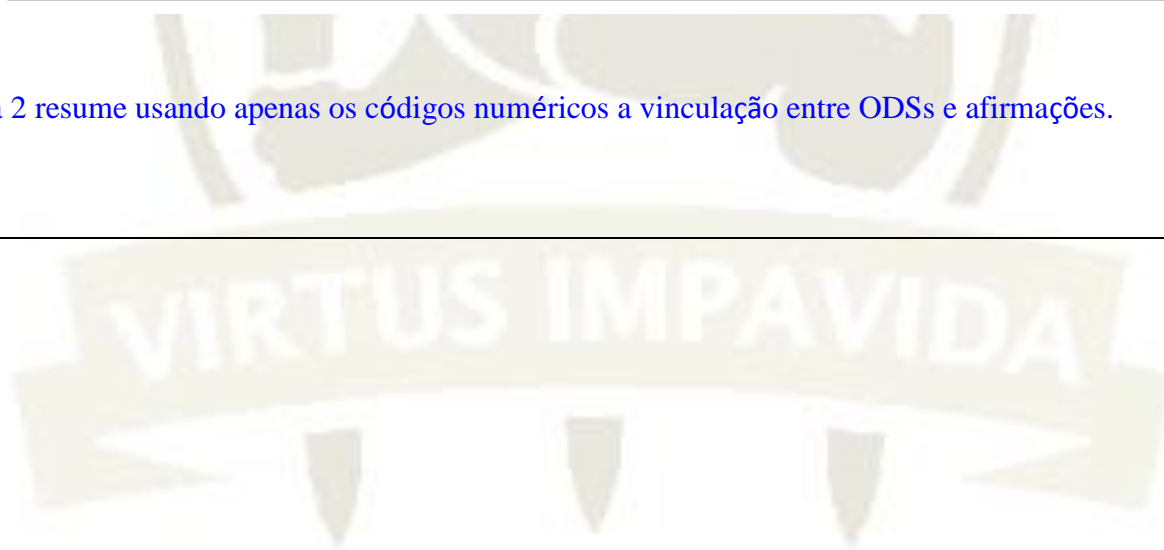 a 2 resume usando apenas os códigos numéricos a vinculação entre ODSs e afirmações.
VIRTUS IMPAVIDA